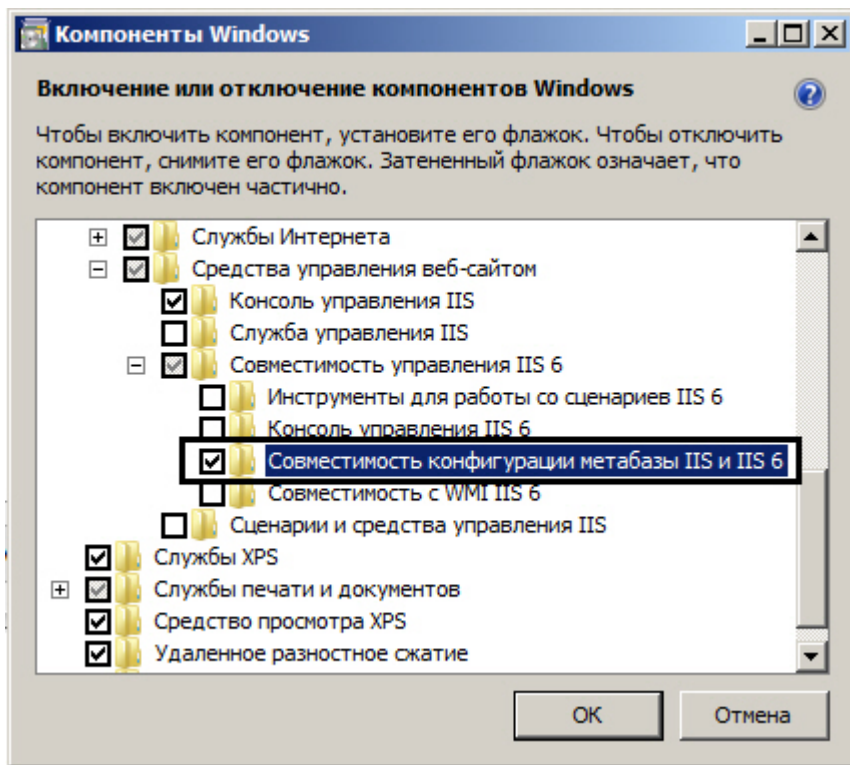 Компоненты Windows
Включение или отключение компонентов Windows
Чтобы включить компонент, установите его флажок. Чтобы отключить
компонент, снимите его флажок. Затененный флажок означает, что
компонент включен частично.
Службы Интернета
Средства управления веб-сайтом
Консоль управления IIS
Служба управления IIS
Совместимость управления IIS 6
Инструменты для работы со сценариев IIS 6
Консоль управления IIS 6
Совместимость конфигурации метабазы IIS и IIS 6
Совместимость с WMI IIS 6
Сценарии и средства управления IIS
Службы XPS
Службы печати и документов
Средство просмотра XPS
Удаленное разностное сжатие
ОК
Отмена